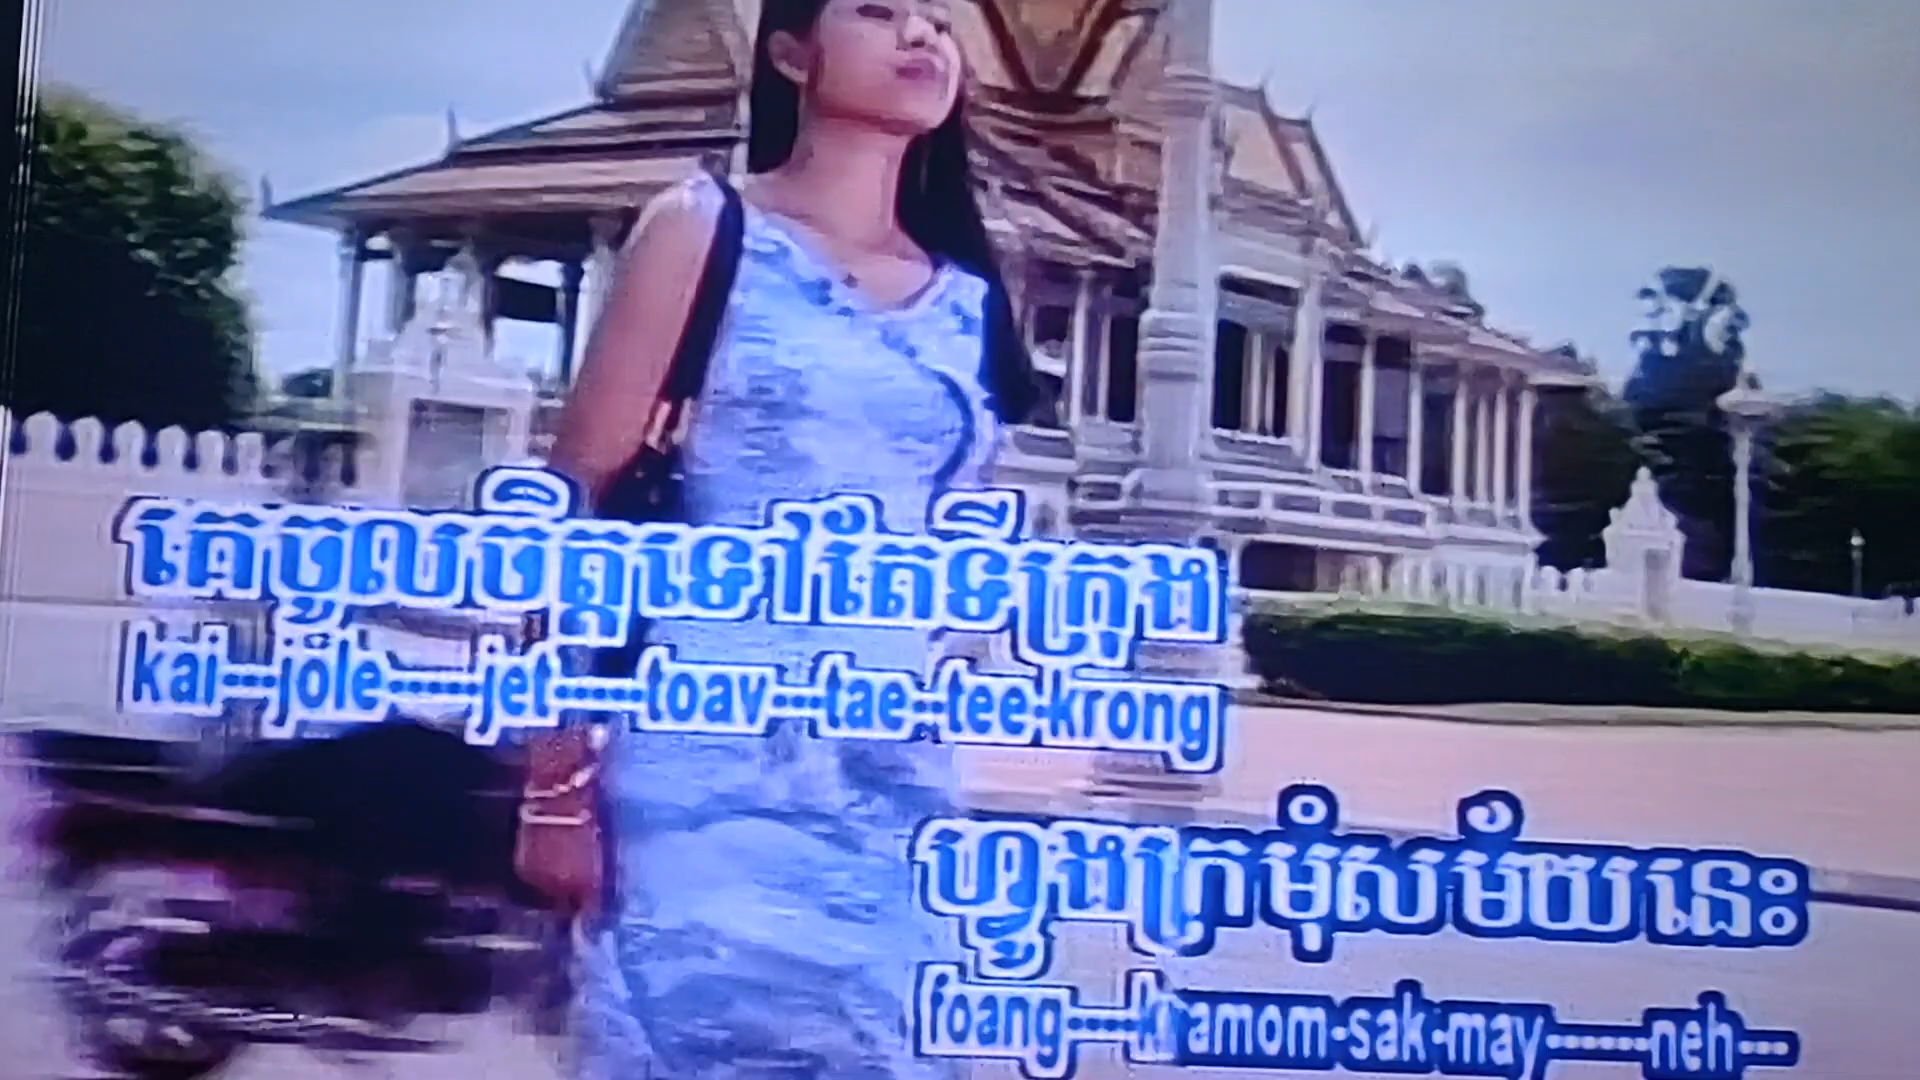 គេចូលចិត្តទៅតែទីក្រុង
kai---jole-----jet-----toav---tae--tee-krong
ហ្វូងក្រមុំសម័យនេះ
foang----kramom-sak-may------neh---